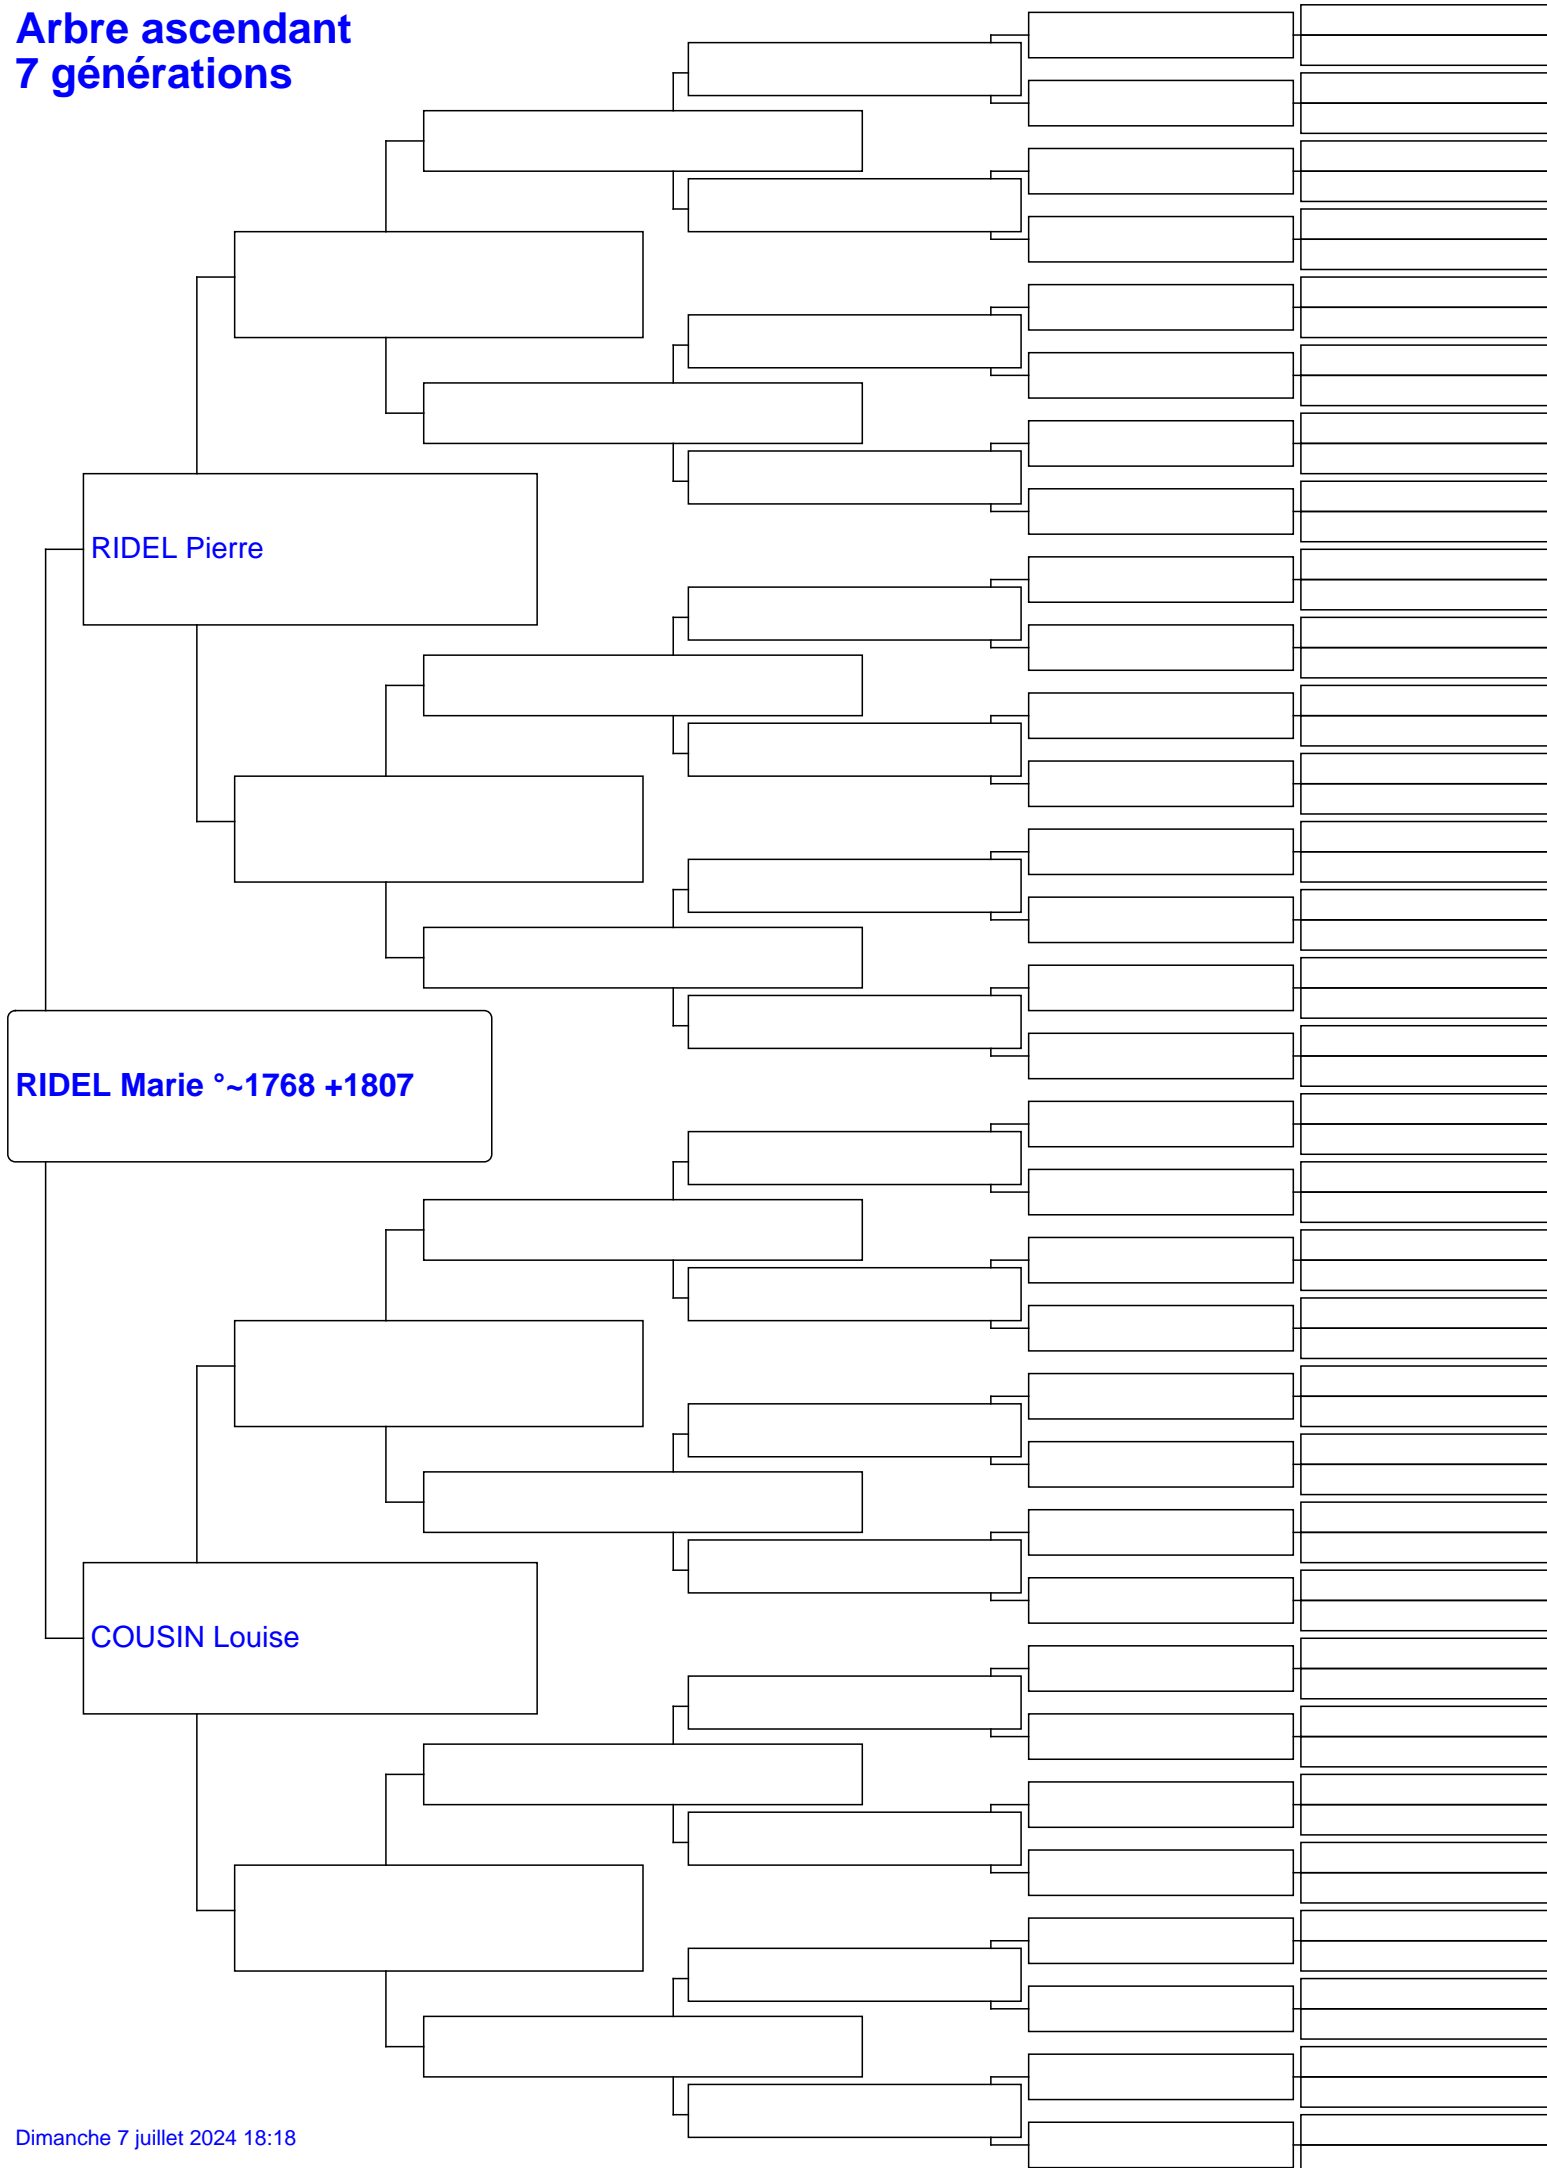 Arbre ascendant
7 générations
RIDEL Pierre
RIDEL Marie °~1768 +1807
COUSIN Louise
Dimanche 7 juillet 2024 18:18